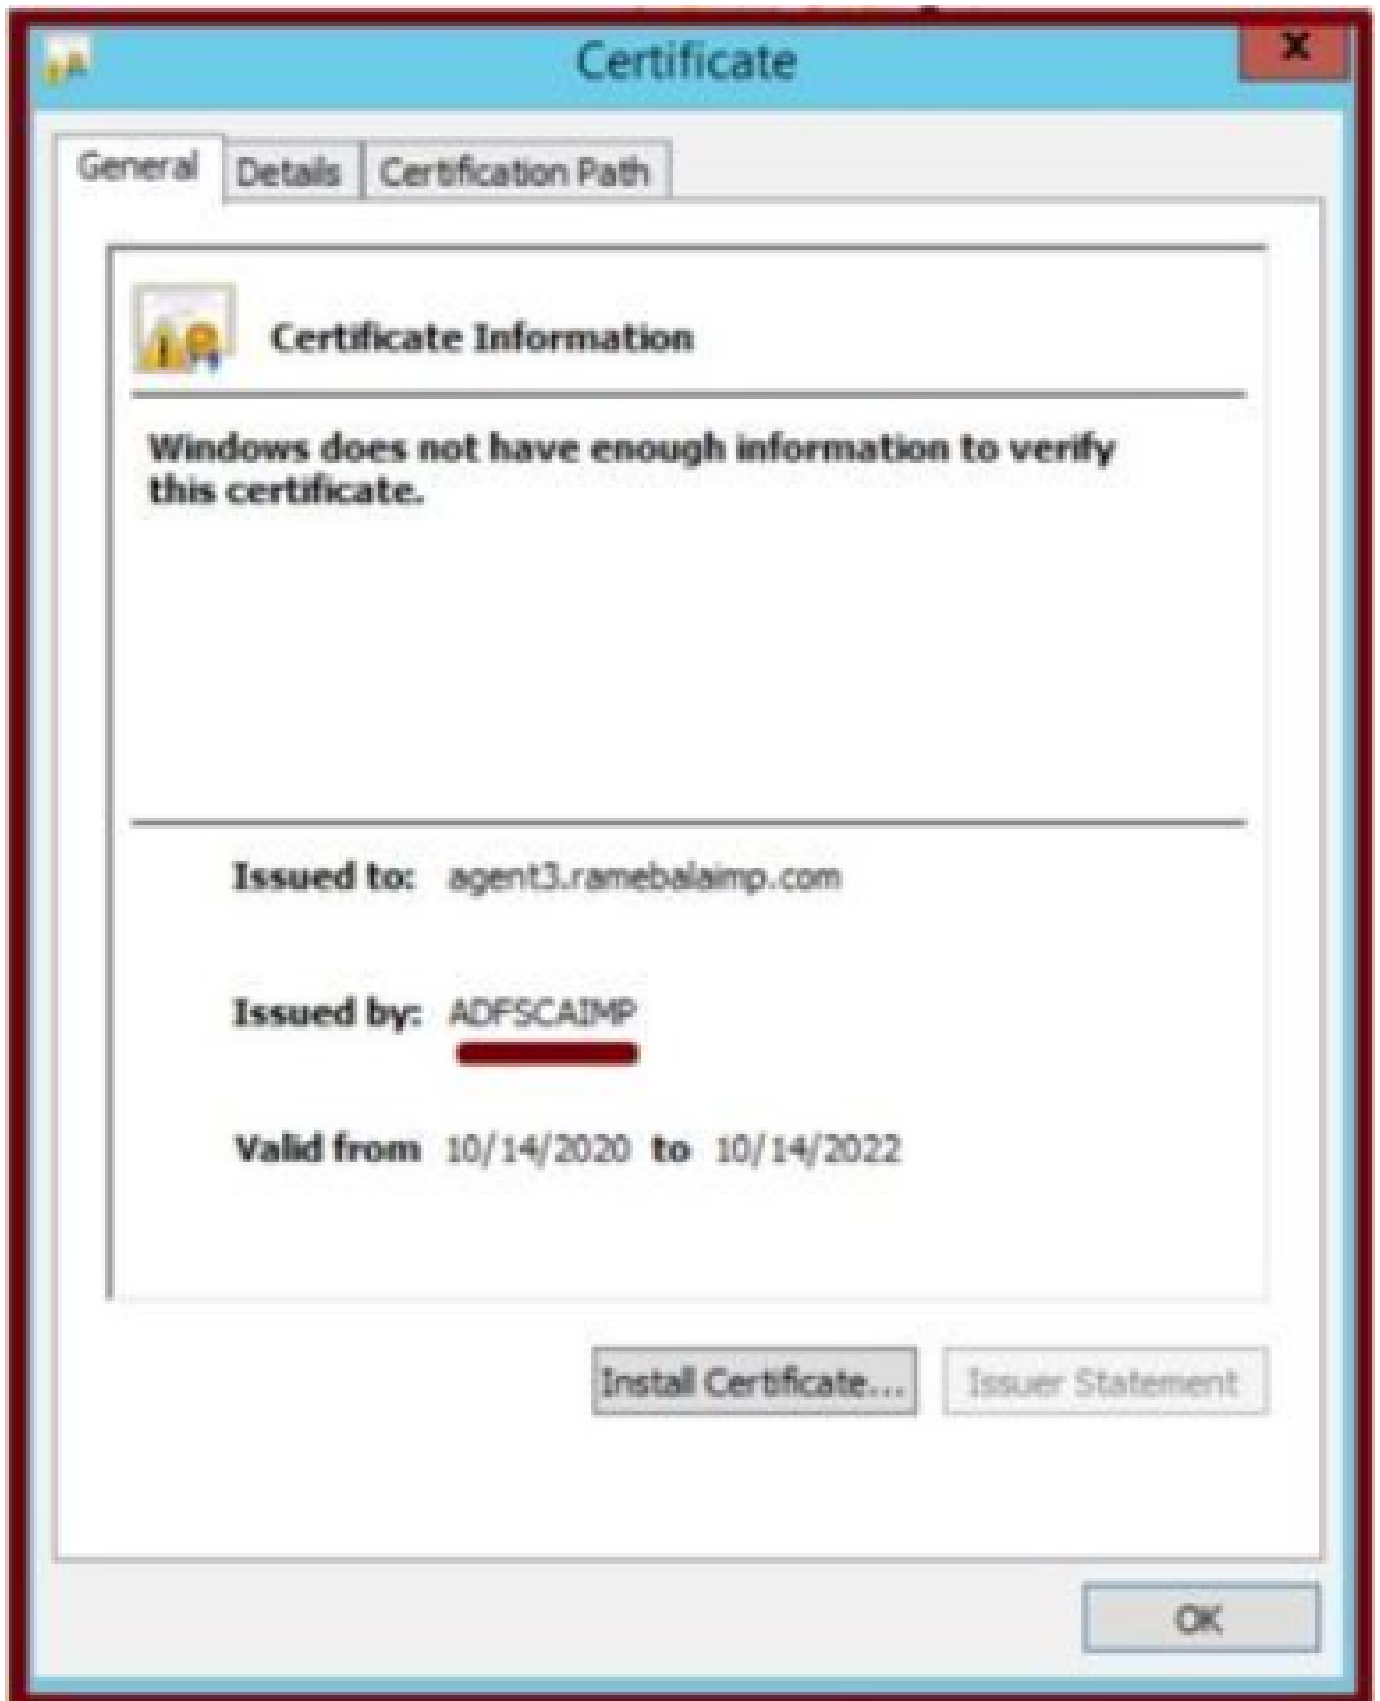 Certificate
x
General Details Certification Path
Certificate Information
Windows does not have enough information to verify
this certificate.
Issued to: agent3.ramebalaimp.com
Issued by: ADFSCAIMP
Valid from 10/14/2020 to 10/14/2022
Install Certificate... Issuer Statement
OK